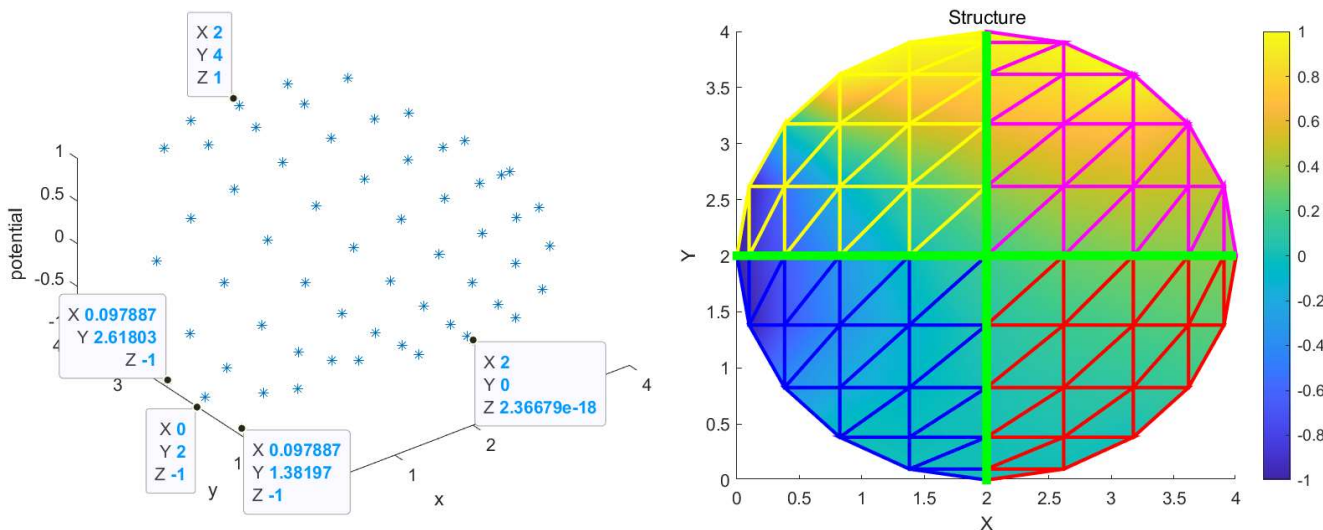 X 2
Y 4
Z 1
1
0.5
0
-0.5
potential
4
3
1
y
X 0.097887
Y 2.61803
Z -1
X 0
Y 2
Z -1
X 0.097887
Y 1.38197
Z -1
X 2
Y 0
Z 2.36679e-18
1
2
4
x
Structure
4
3.5
3
2.5
2
1.5
1
0.5
0
Y
0 0.5 1 1.5 2 2.5 3 3.5 4
X
1
0.8
0.6
0.4
0.2
0
-0.2
-0.4
-0.6
-0.8
-1